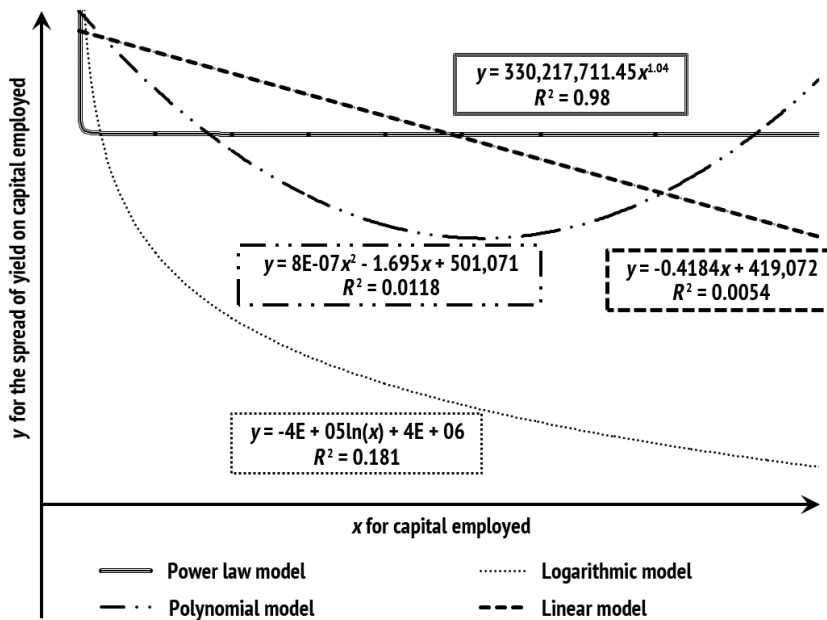 y for the spread of yield on capital employed
y = 330,217,711.45x^1.04
R² = 0.98
y = 8E-07x² - 1.695x + 501,071
R² = 0.0118
y = -0.4184x + 419,072
R² = 0.0054
y = -4E + 05ln(x) + 4E + 06
R² = 0.181
x for capital employed
Power law model
Logarithmic model
Polynomial model
Linear model